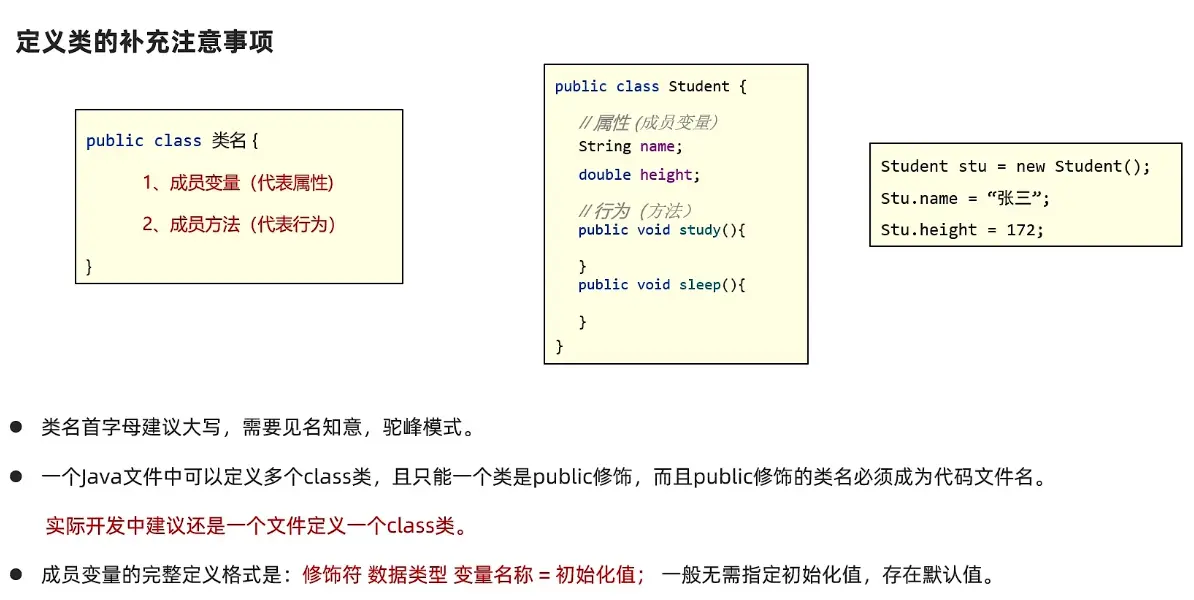 定义类的补充注意事项
public class 类名 {
1、成员变量（代表属性)
2、成员方法（代表行为）
}
public class Student {
//属性 (成员变量）
String name;
double height;
//行为（方法）
public void study(){
}
public void sleep(){
}
}
Student stu = new Student();
Stu.name = “张三”;
Stu.height = 172;
● 类名首字母建议大写，需要见名知意，驼峰模式。
● 一个Java文件中可以定义多个class类，且只能一个类是public修饰，而且public修饰的类名必须成为代码文件名。
实际开发中建议还是一个文件定义一个class类。
● 成员变量的完整定义格式是：修饰符 数据类型 变量名称 = 初始化值； 一般无需指定初始化值，存在默认值。